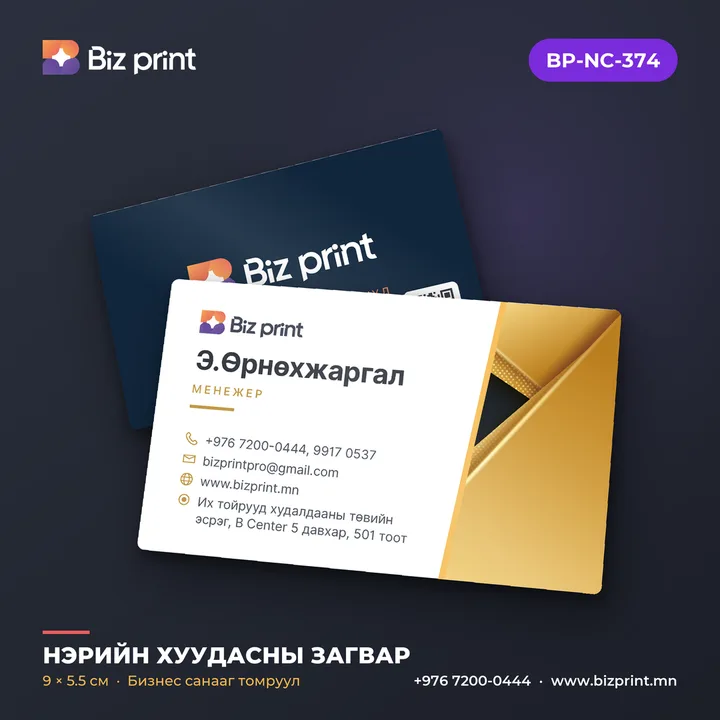 Biz print
BP-NC-374
Biz print
Biz print
Э.Өрнөхжаргал
МЕНЕЖЕР
+976 7200-0444, 9917 0537
bizprintpro@gmail.com
www.bizprint.mn
Их тойрууд худалдааны төвийн
эсрэг, B Center 5 давхар, 501 тоот
НЭРИЙН ХУУДАСНЫ ЗАГВАР
9 × 5.5 см · Бизнес санааг томруул
+976 7200-0444 · www.bizprint.mn